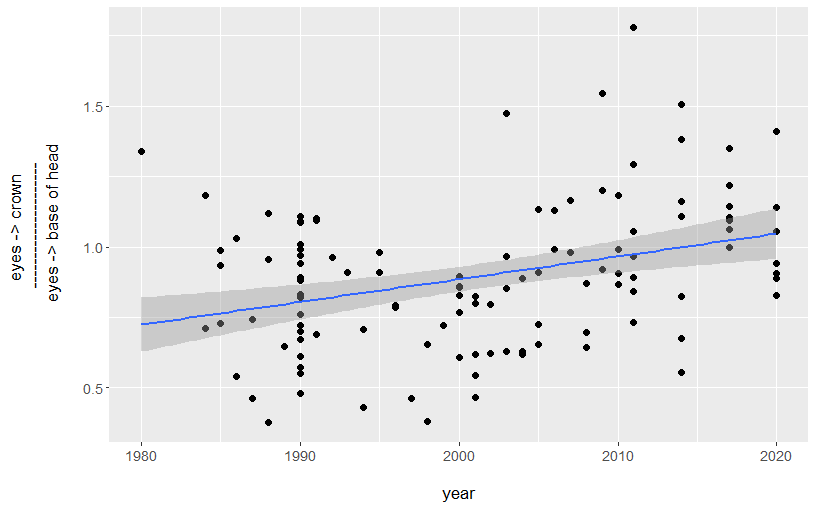 eyes -> crown
----------------------
eyes -> base of head
1.5
1.0
0.5
1980 1990 2000 2010 2020
year